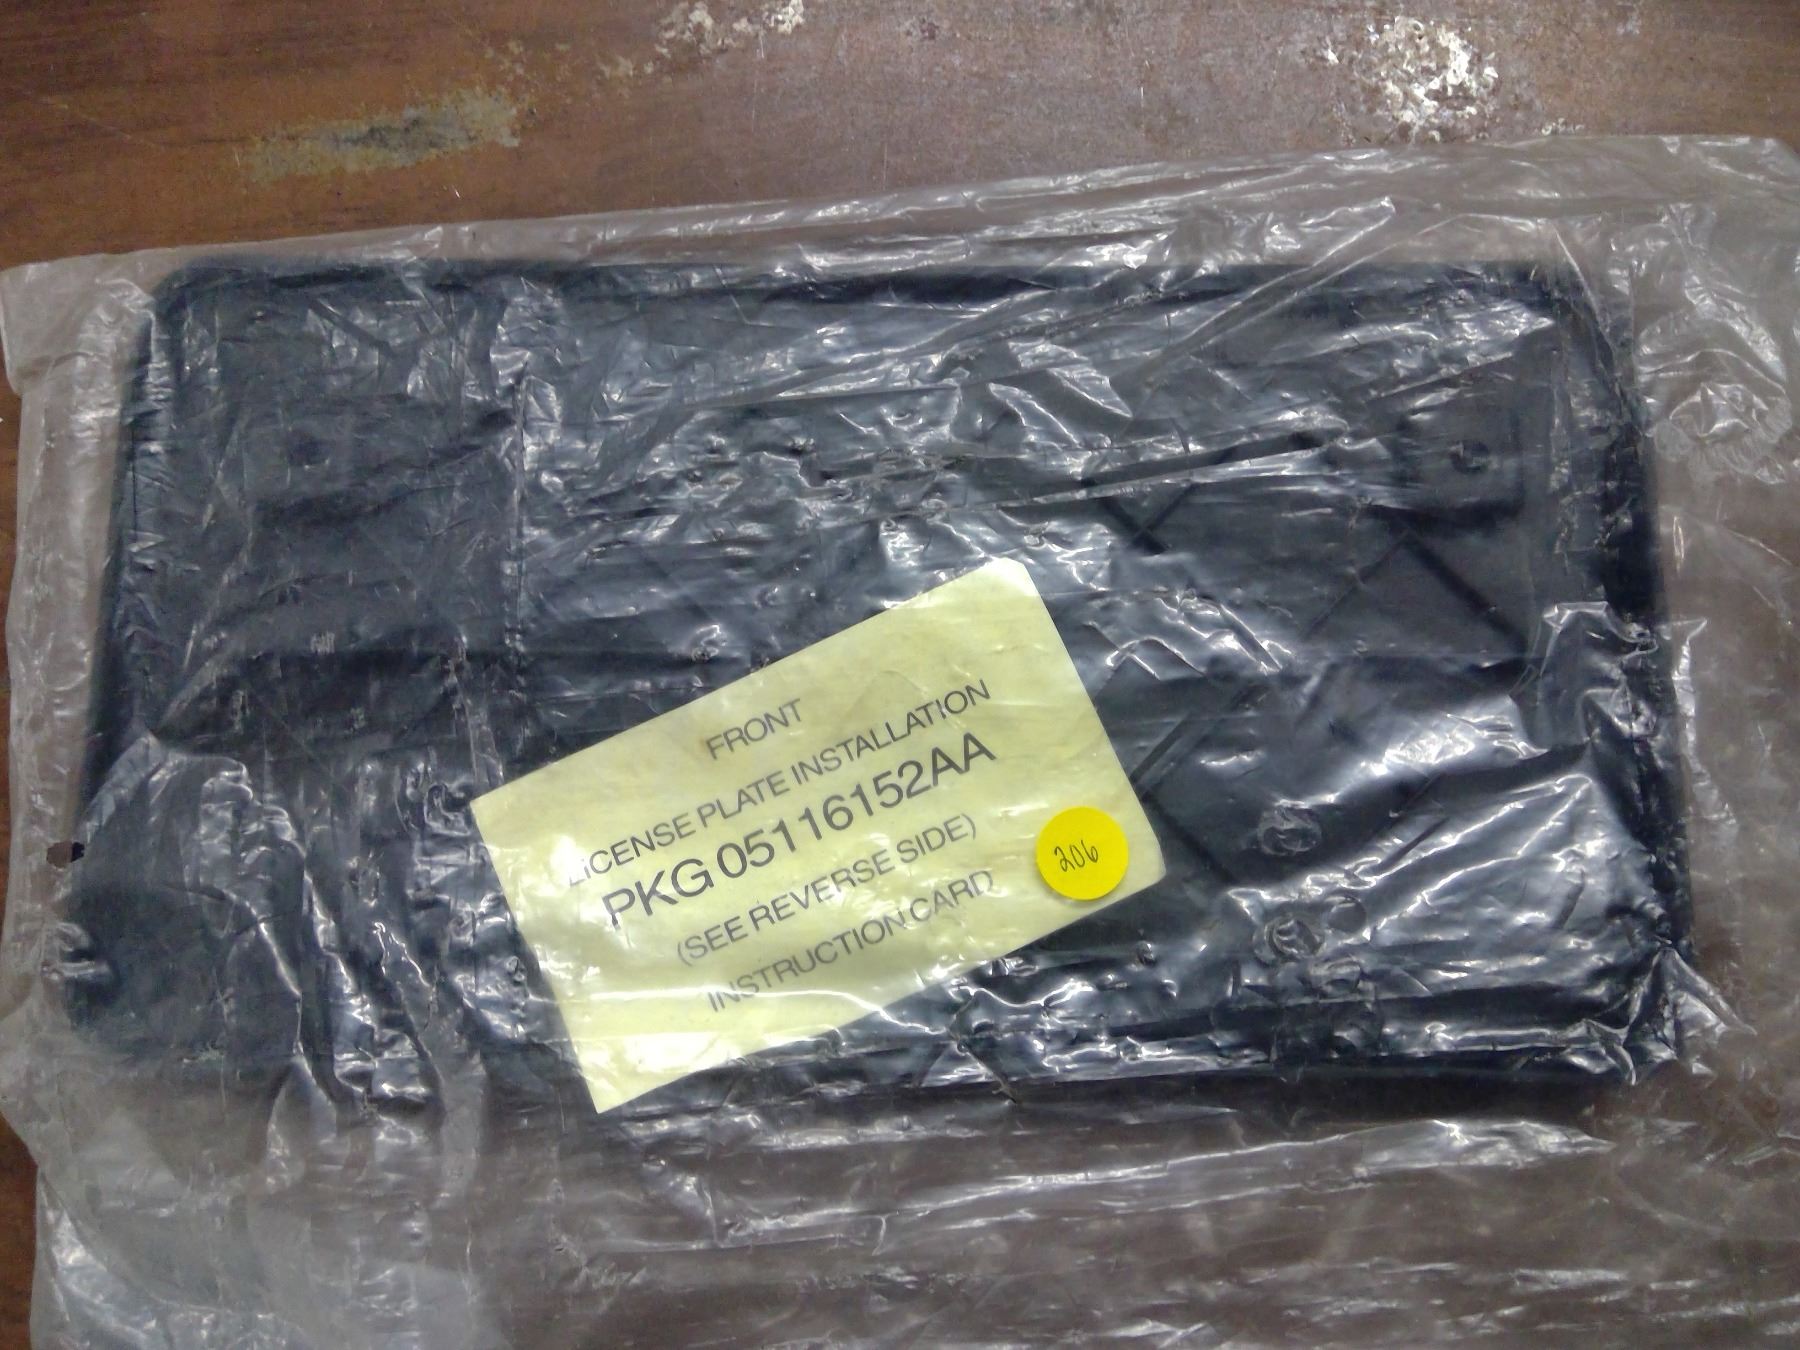 FRONT
LICENSE PLATE INSTALLATION
PKG 05116152AA
(SEE REVERSE SIDE)
INSTRUCTION CARD
206